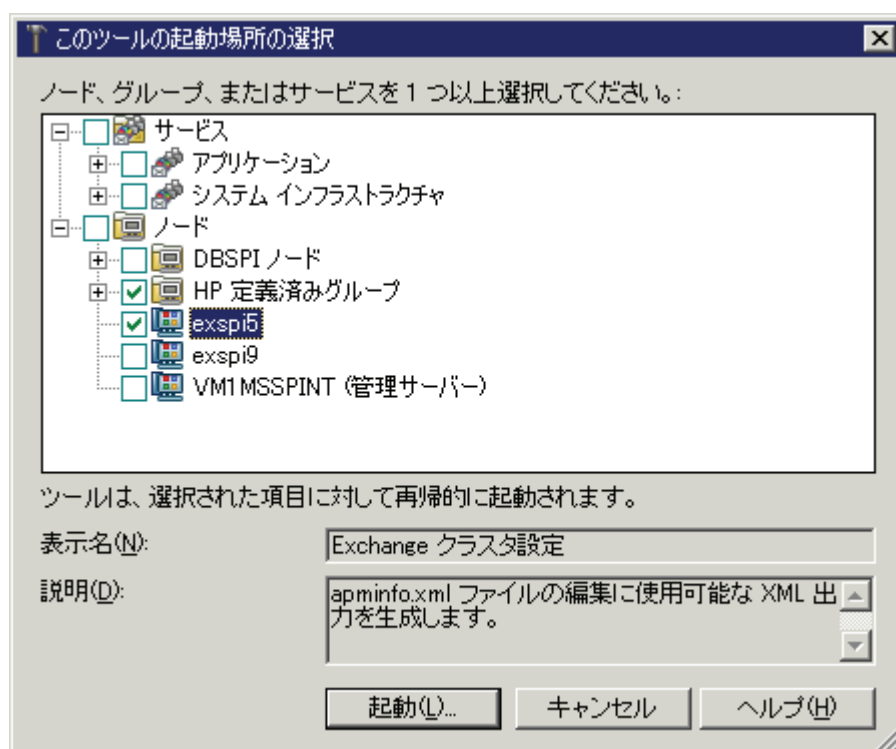 このツールの起動場所の選択
ノード、グループ、またはサービスを 1 つ以上選択してください。:
サービス
アプリケーション
システム インフラストラクチャ
ノード
DBSPI ノード
HP 定義済みグループ
exspi5
exspi9
VM1MSSPINT (管理サーバー)
ツールは、選択された項目に対して再帰的に起動されます。
表示名(N):
Exchange クラスタ設定
説明(D):
apminfo.xml ファイルの編集に使用可能な XML 出
力を生成します。
起動(L)... キャンセル ヘルプ(H)